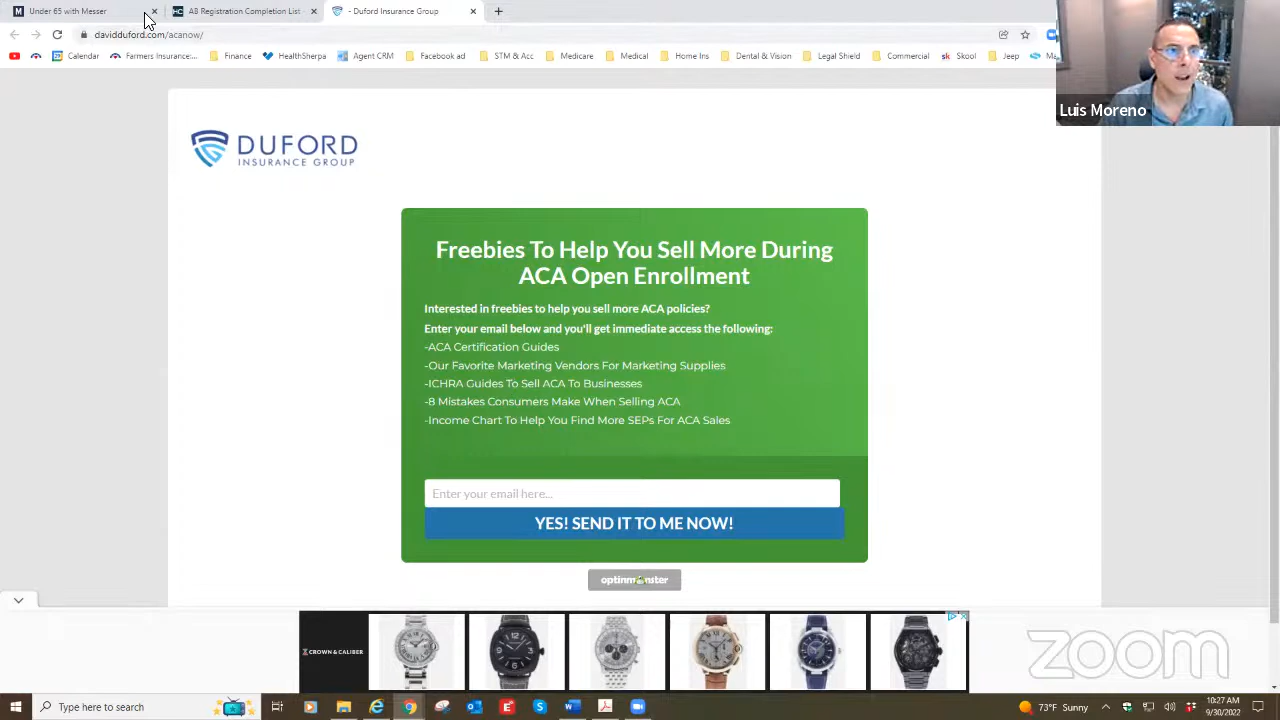 Under 65 with Messer
HC
A8 Registration Completion List
- Duford Insurance Group
davidduford.com/acanow/
Calendar
Farmers Insurance:...
Finance
HealthSherpa
Agent CRM
Facebook ad
STM & Acc
Medicare
Medical
Home Ins
Dental & Vision
Legal Shield
Commercial
sk
Skool
Jeep
Luis Moreno
DUFORD
INSURANCE GROUP
Freebies To Help You Sell More During
ACA Open Enrollment
Interested in freebies to help you sell more ACA policies?
Enter your email below and you'll get immediate access the following:
-ACA Certification Guides
-Our Favorite Marketing Vendors For Marketing Supplies
-ICHRA Guides To Sell ACA To Businesses
-8 Mistakes Consumers Make When Selling ACA
-Income Chart To Help You Find More SEPs For ACA Sales
Enter your email here...
YES! SEND IT TO ME NOW!
optinmonster
CROWN & CALIBER
zoom
Type here to search
73°F Sunny
10:27 AM
9/30/2022